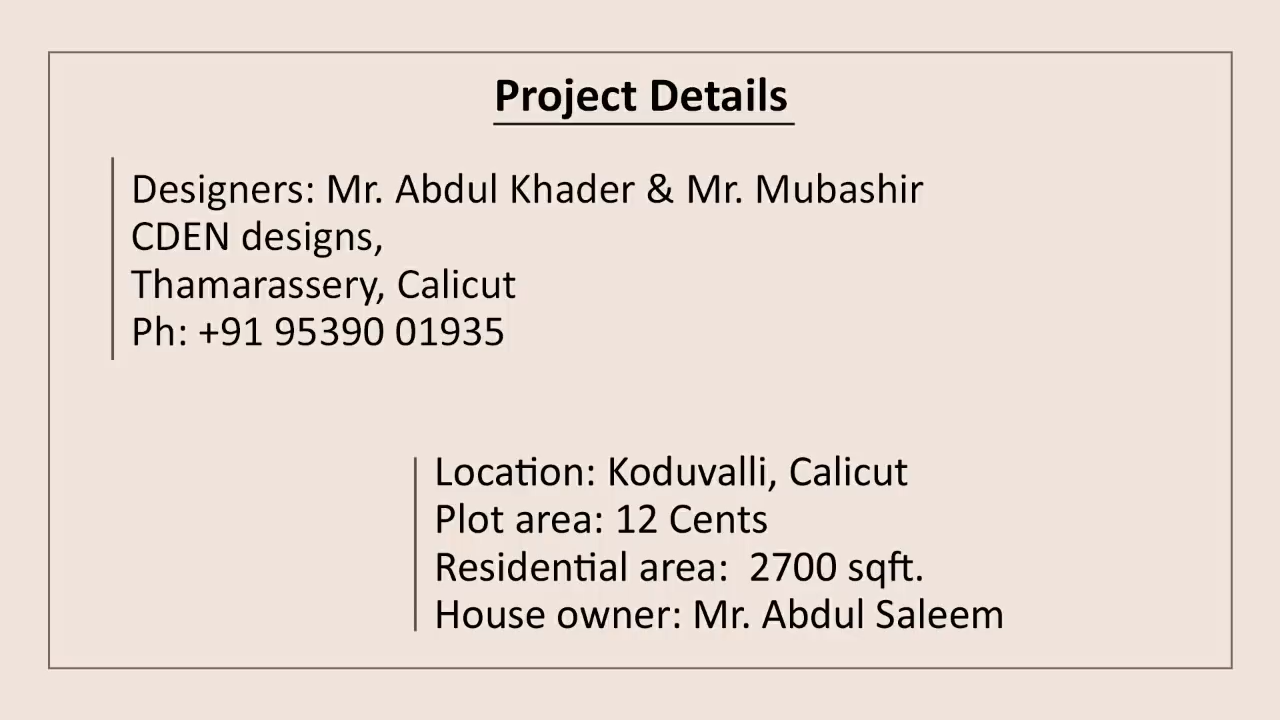 Project Details
Designers: Mr. Abdul Khader & Mr. Mubashir
CDEN designs,
Thamarassery, Calicut
Ph: +91 95390 01935
Location: Koduvalli, Calicut
Plot area: 12 Cents
Residential area:  2700 sqft.
House owner: Mr. Abdul Saleem